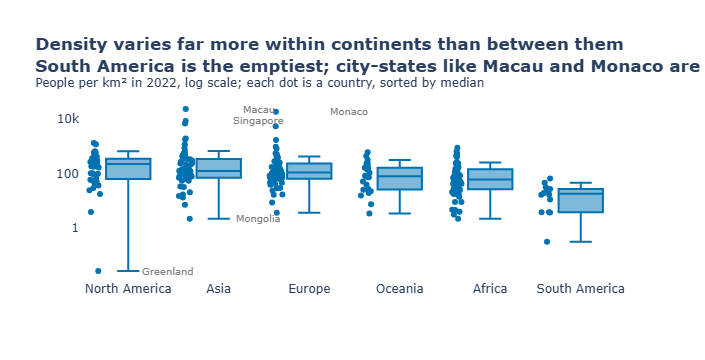 Density varies far more within continents than between them
South America is the emptiest; city-states like Macau and Monaco are
People per km² in 2022, log scale; each dot is a country, sorted by median
10k
100
1
Macau
Singapore
Monaco
Mongolia
Greenland
North America
Asia
Europe
Oceania
Africa
South America